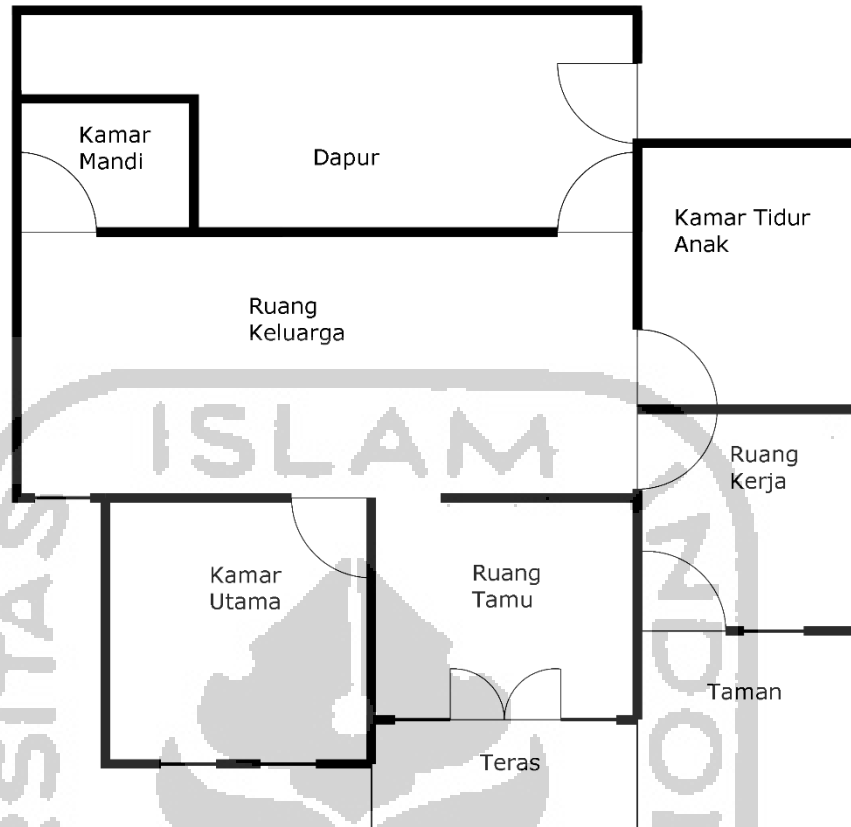 Kamar
Mandi
Dapur
Kamar Tidur
Anak
Ruang
Keluarga
ISLAM
Ruang
Kerja
Kamar
Utama
Ruang
Tamu
Taman
Teras